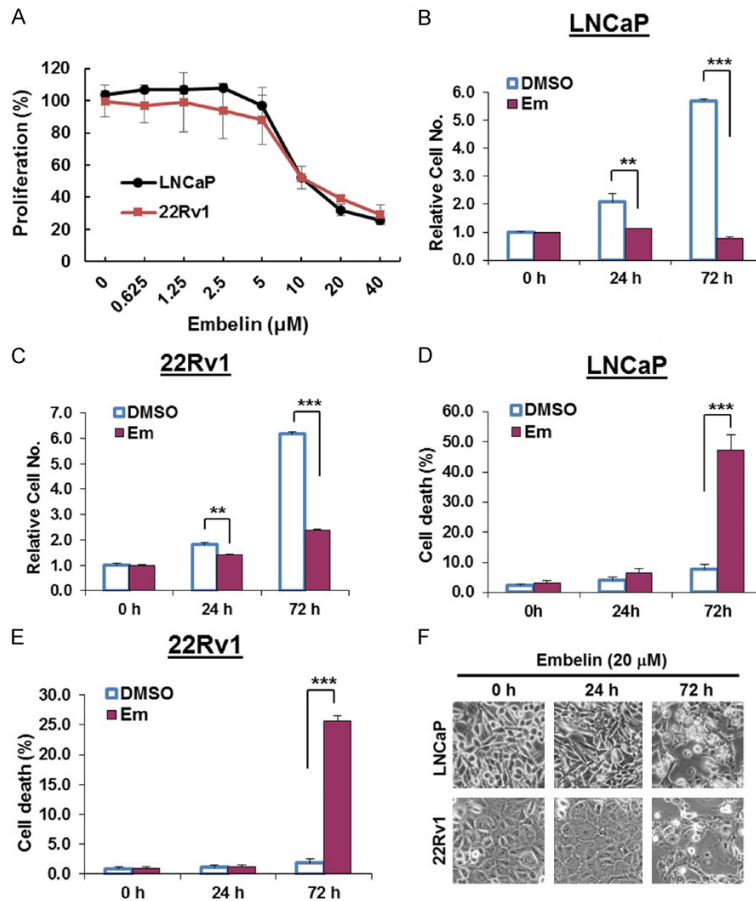 A
Proliferation (%)
120
100
80
60
40
20
0
LNCaP
22Rv1
0
0.625
1.25
2.5
5
10
20
40
Embelin (µM)
B
LNCaP
Relative Cell No.
6.0
5.0
4.0
3.0
2.0
1.0
0.0
DMSO
Em
**
***
0 h
24 h
72 h
C
22Rv1
Relative Cell No.
7.0
6.0
5.0
4.0
3.0
2.0
1.0
0.0
DMSO
Em
**
***
0 h
24 h
72 h
D
LNCaP
Cell death (%)
60.0
50.0
40.0
30.0
20.0
10.0
0.0
DMSO
Em
***
0h
24h
72h
E
22Rv1
Cell death (%)
30.0
25.0
20.0
15.0
10.0
5.0
0.0
DMSO
Em
***
0 h
24 h
72 h
F
Embelin (20 µM)
0 h 24 h 72 h
LNCaP
22Rv1